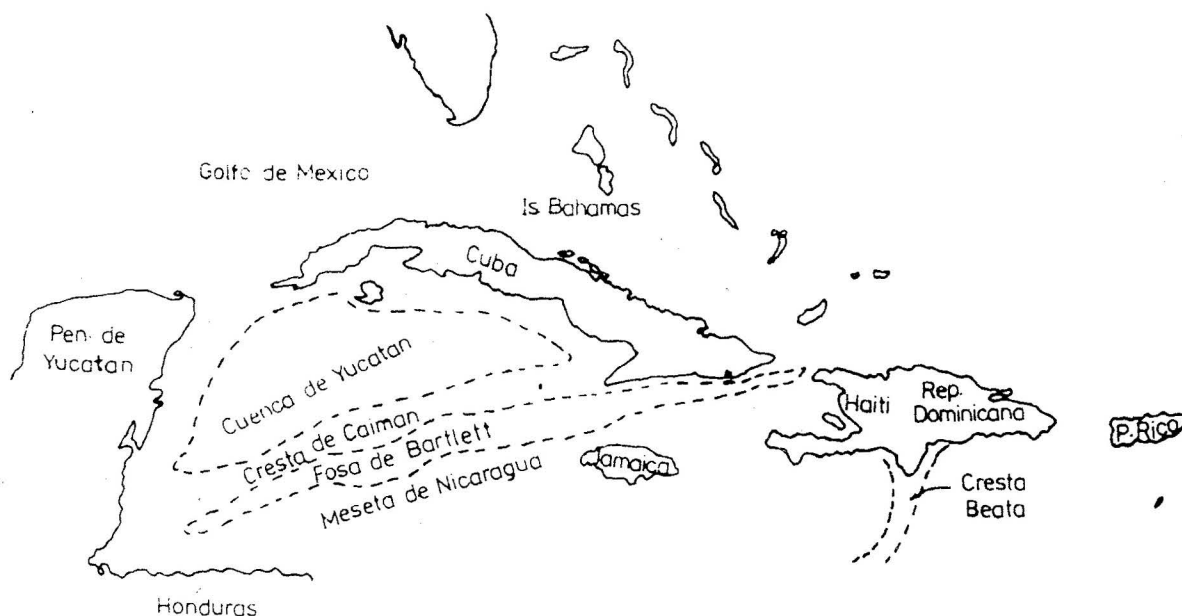 Golfo de Mexico
Is. Bahamas
Cuba
Pen. de
Yucatan
Cuenca de Yucatan
Cresta de Caiman
Fosa de Bartlett
Meseta de Nicaragua
Jamaica
Haiti
Rep.
Dominicana
P. Rico
Cresta
Beata
Honduras